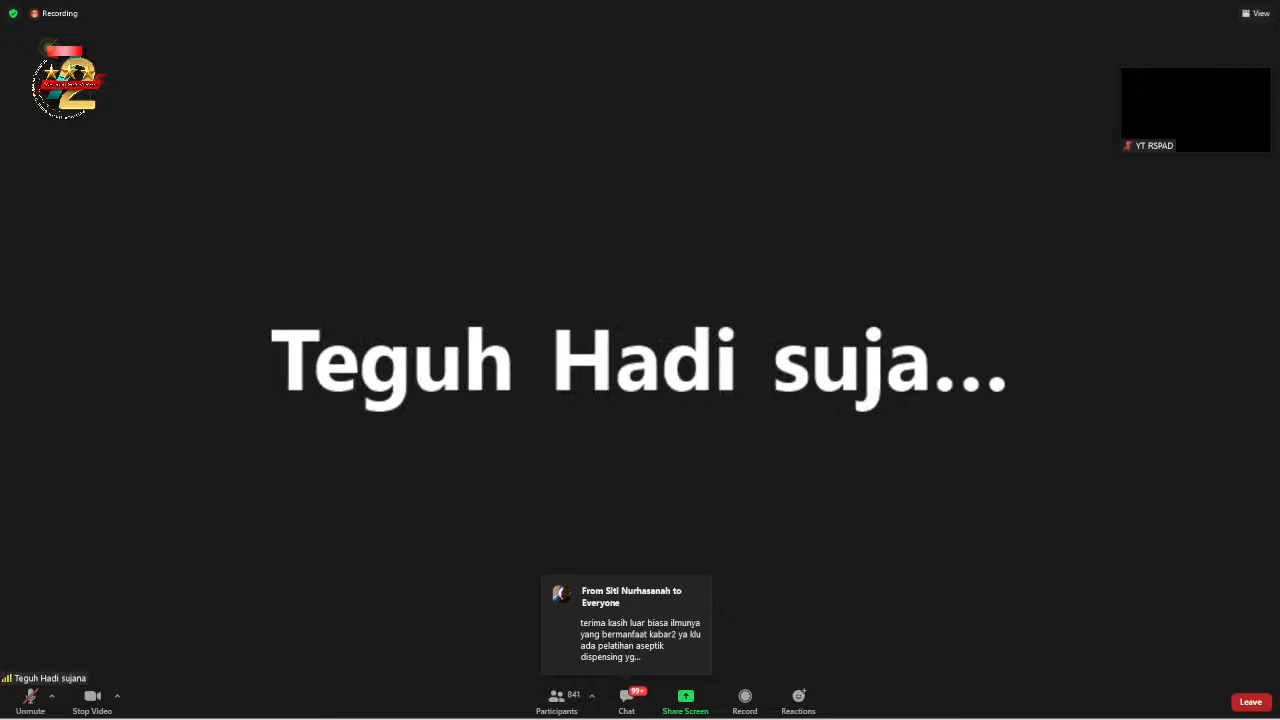 Recording
View
2
YT RSPAD
Teguh Hadi suja...
From Siti Nurhasanah to
Everyone
terima kasih luar biasa ilmunya
yang bermanfaat kabar2 ya klu
ada pelatihan aseptik
dispensing yg...
Teguh Hadi sujana
841
99+
Unmute
Stop Video
Participants
Chat
Share Screen
Record
Reactions
Leave